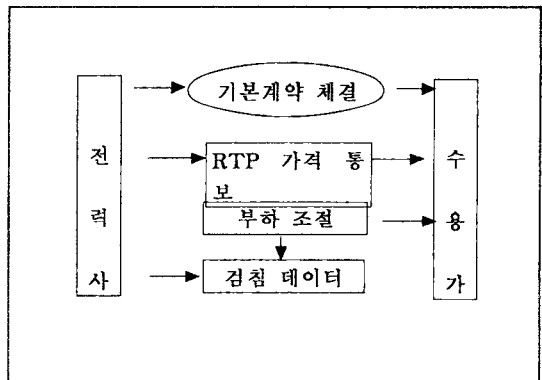 기본계약 체결
전력사
RTP 가격 통
보
수용가
부하 조절
검침 데이터